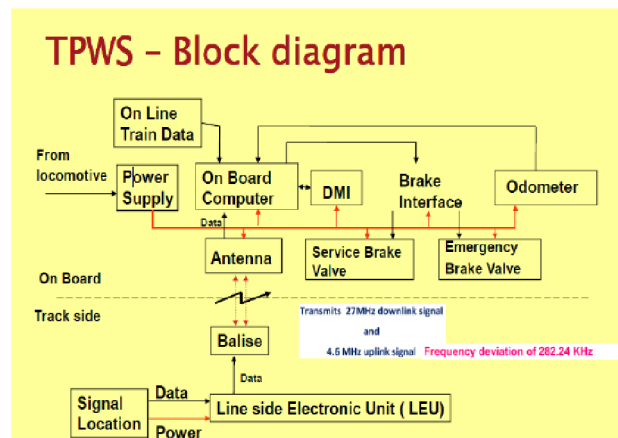 TPWS – Block diagram
On Line
Train Data
From
locomotive
Power
Supply
On Board
Computer
DMI
Brake
Interface
Odometer
Data
Antenna
Service Brake
Valve
Emergency
Brake Valve
On Board
Track side
Transmits 27MHz downlink signal
and
4.6 MHz uplink signal Frequency deviation of 282.24 KHz
Balise
Data
Signal
Location
Data
Power
Line side Electronic Unit ( LEU)